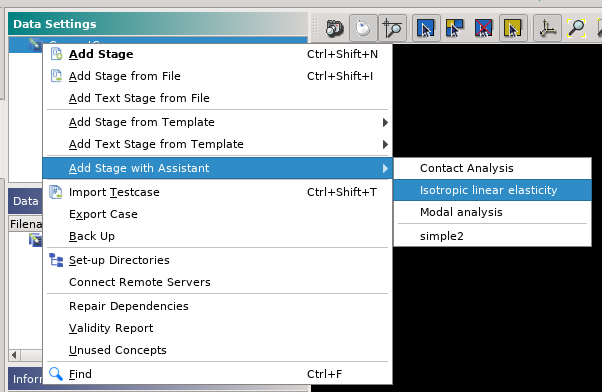 Data Settings
Add Stage Ctrl+Shift+N
Add Stage from File Ctrl+Shift+I
Add Text Stage from File
Add Stage from Template
Add Text Stage from Template
Add Stage with Assistant
Contact Analysis
Isotropic linear elasticity
Modal analysis
simple2
Import Testcase Ctrl+Shift+T
Export Case
Back Up
Set-up Directories
Connect Remote Servers
Repair Dependencies
Validity Report
Unused Concepts
Find Ctrl+F
Data
Filena
Inform